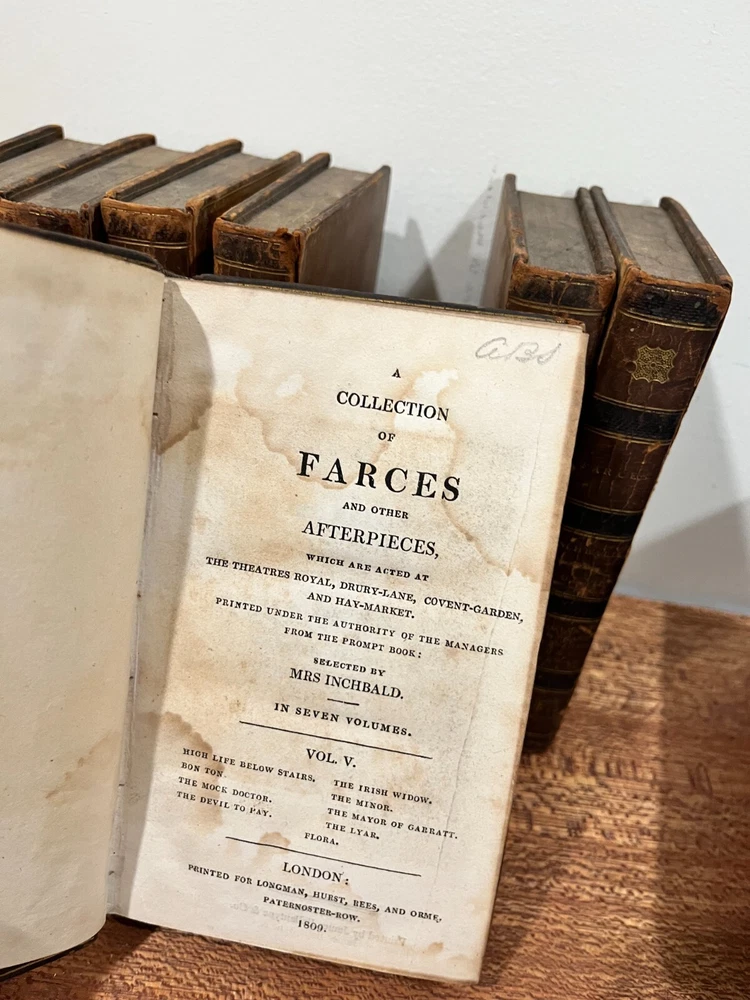 ABS
A
COLLECTION
OF
FARCES
AND OTHER
AFTERPIECES,
WHICH ARE ACTED AT
THE THEATRES ROYAL, DRURY-LANE, COVENT-GARDEN,
AND HAY-MARKET.
PRINTED UNDER THE AUTHORITY OF THE MANAGERS
FROM THE PROMPT BOOK:
SELECTED BY
MRS INCHBALD.
IN SEVEN VOLUMES.
VOL. V.
HIGH LIFE BELOW STAIRS.
BON TON.
THE MOCK DOCTOR.
THE DEVIL TO PAY.
THE IRISH WIDOW.
THE MINOR.
THE MAYOR OF GARRATT.
THE LYAR.
FLORA.
LONDON:
PRINTED FOR LONGMAN, HURST, REES, AND ORME,
PATERNOSTER-ROW.
1809.